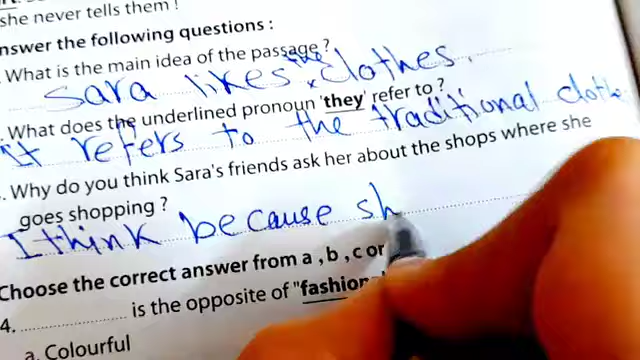 she never tells them !
nswer the following questions :
. What is the main idea of the passage ?
Sara likes the x clothes.
. What does the underlined pronoun 'they' refer to ?
it refers to the traditional cloth
. Why do you think Sara's friends ask her about the shops where she
goes shopping ?
I think because sh
Choose the correct answer from a , b , c or
4. ............ is the opposite of "fashion
a. Colourful